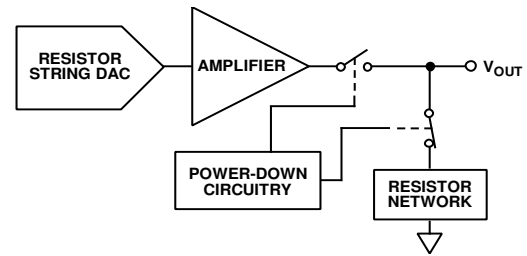 RESISTOR
STRING DAC
AMPLIFIER
VOUT
POWER-DOWN
CIRCUITRY
RESISTOR
NETWORK